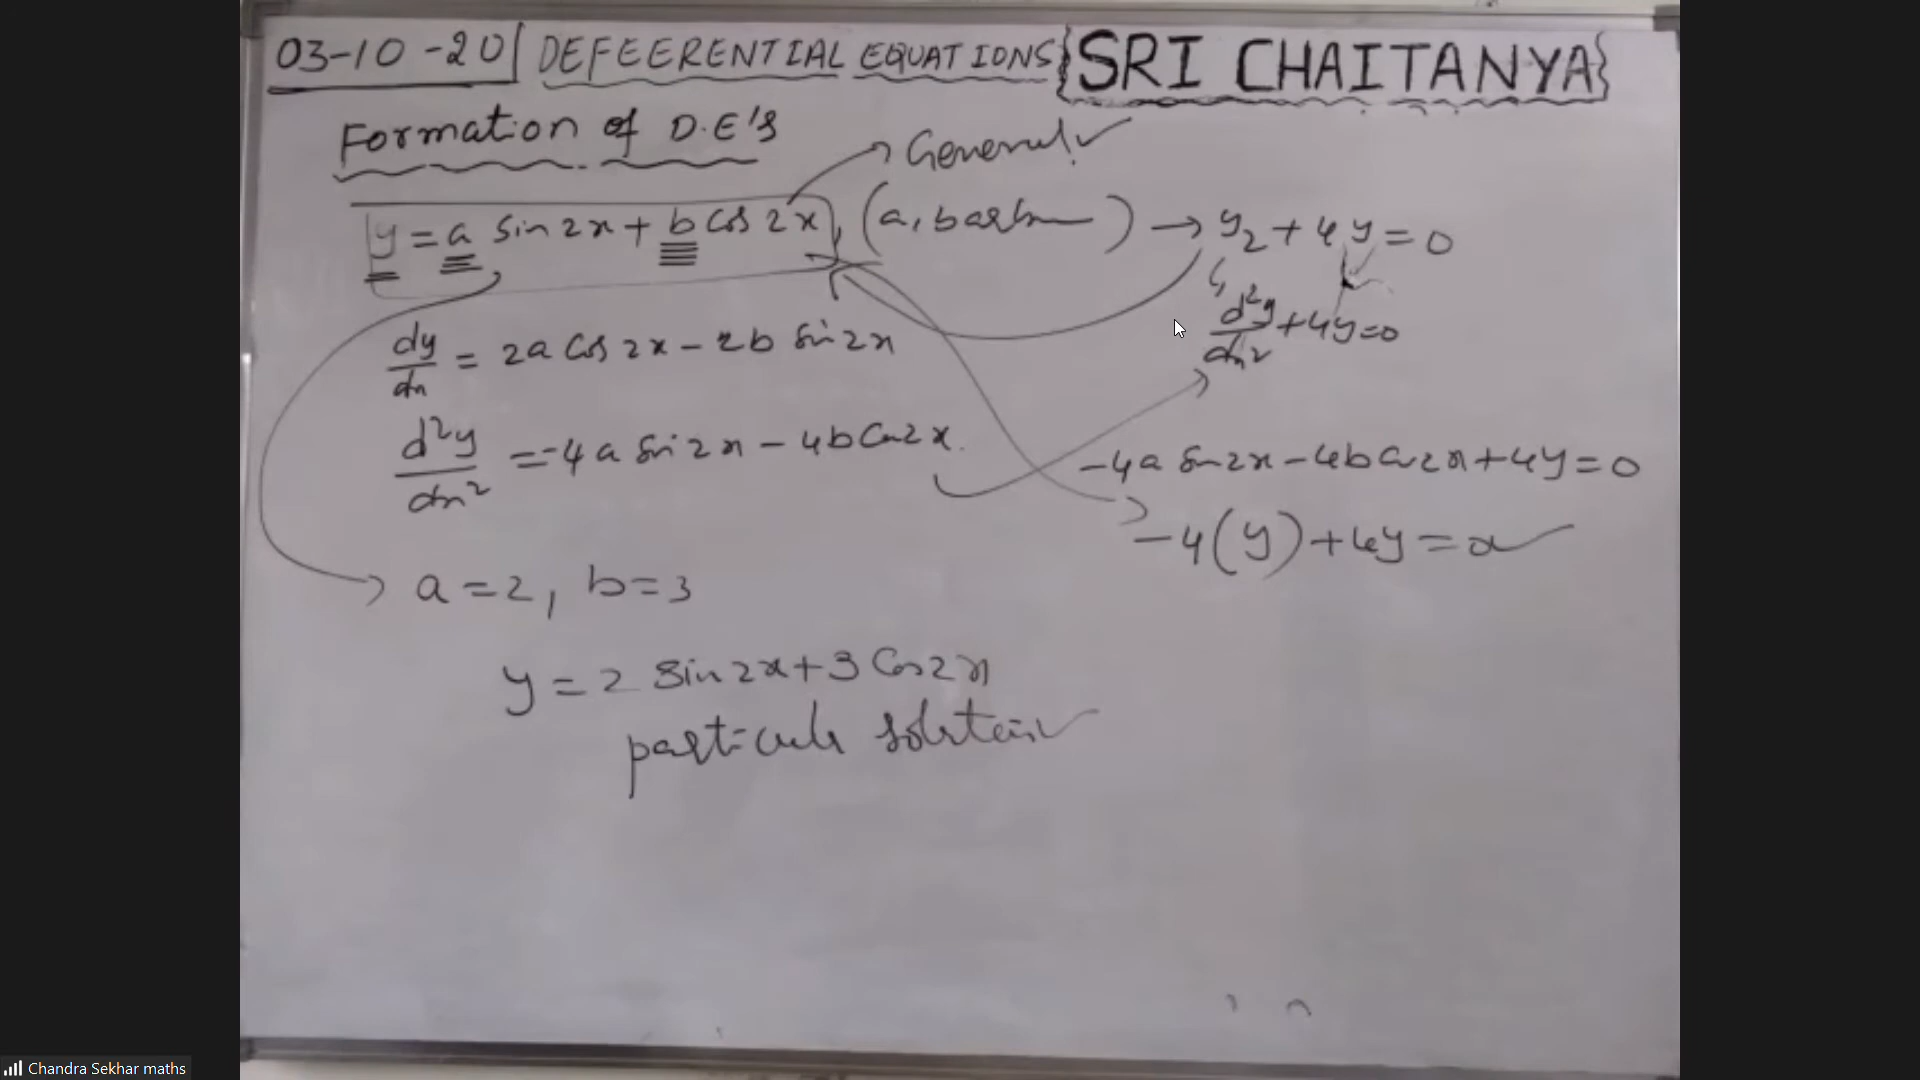 03-10-20 | DEFEERENTIAL EQUATIONS {SRI CHAITANYA}
Formation of D.E's
→ General ✓
y = a sin 2x + b cos 2x, (a, b → y₂ + 4y = 0
d²y/dx² + 4y = 0
dy/dx = 2a cos 2x - 2b sin 2x
d²y/dx² = -4a sin 2x - 4b cos 2x
-4a sin 2x - 4b cos 2x + 4y = 0
-4(y) + 4y = 0
a = 2, b = 3
y = 2 sin 2x + 3 cos 2x
particular solution
Chandra Sekhar maths